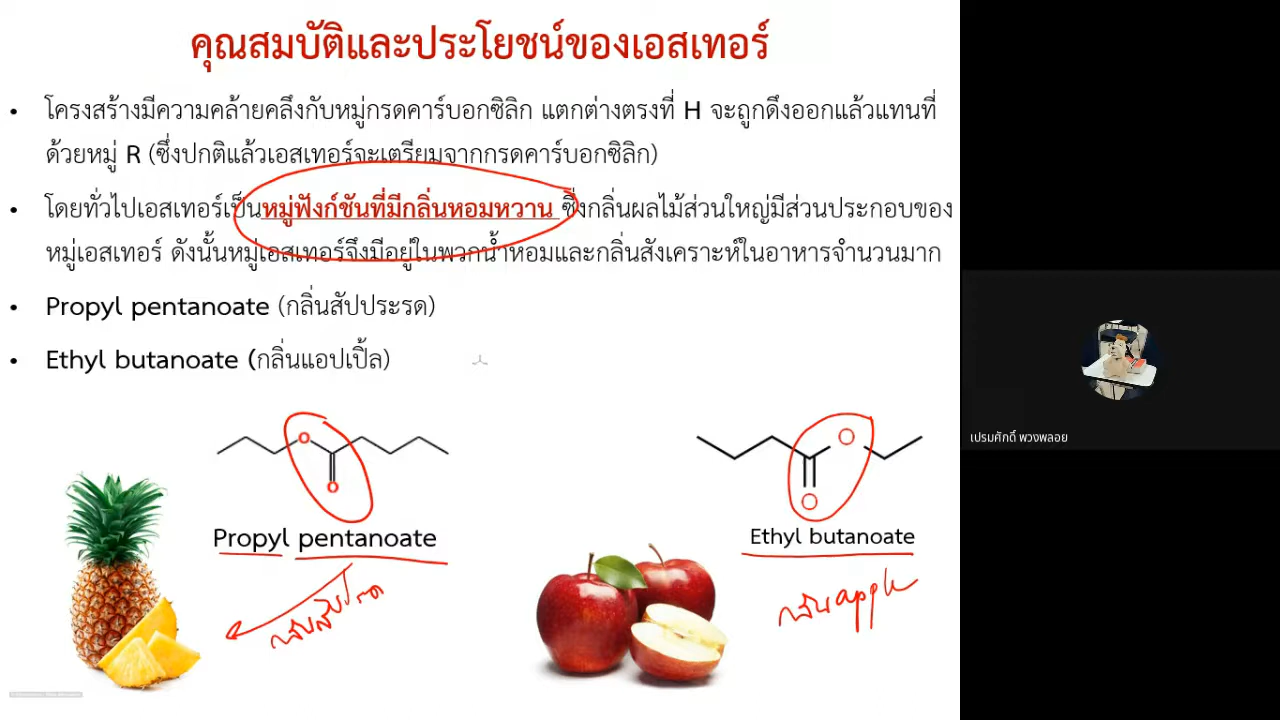 คุณสมบัติและประโยชน์ของเอสเทอร์
• โครงสร้างมีความคล้ายคลึงกับหมู่กรดคาร์บอกซิลิก แตกต่างตรงที่ H จะถูกดึงออกแล้วแทนที่
ด้วยหมู่ R (ซึ่งปกติแล้วเอสเทอร์จะเตรียมจากกรดคาร์บอกซิลิก)
• โดยทั่วไปเอสเทอร์เป็นหมู่ฟังก์ชันที่มีกลิ่นหอมหวาน ซึ่งกลิ่นผลไม้ส่วนใหญ่มีส่วนประกอบของ
หมู่เอสเทอร์ ดังนั้นหมู่เอสเทอร์จึงมีอยู่ในพวกน้ำหอมและกลิ่นสังเคราะห์ในอาหารจำนวนมาก
• Propyl pentanoate (กลิ่นสัปประรด)
• Ethyl butanoate (กลิ่นแอปเปิ้ล)
O
O
O
O
Propyl pentanoate
Ethyl butanoate
กลิ่น apple
เปรมศักดิ์ พวงพลอย